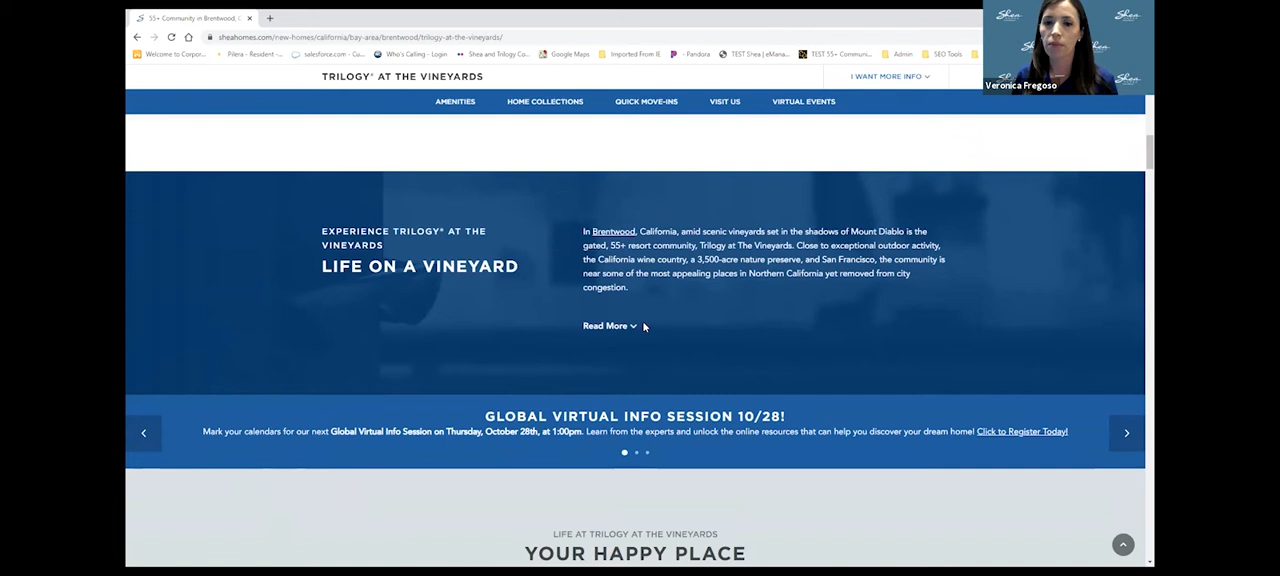 55+ Community in Brentwood, C
sheahomes.com/new-homes/california/bay-area/brentwood/trilogy-at-the-vineyards/
Welcome to Corpor...
Pilera - Resident -...
salesforce.com - Cu...
Who's Calling - Login
Shea and Trilogy Co...
Google Maps
Imported From IE
- Pandora
TEST Shea | eMana...
TEST 55+ Communi...
Admin
SEO Tools
Shea
Shea
Shea
Veronica Fregoso
TRILOGY® AT THE VINEYARDS
I WANT MORE INFO
AMENITIES
HOME COLLECTIONS
QUICK MOVE-INS
VISIT US
VIRTUAL EVENTS
EXPERIENCE TRILOGY® AT THE
VINEYARDS
LIFE ON A VINEYARD
In Brentwood, California, amid scenic vineyards set in the shadows of Mount Diablo is the
gated, 55+ resort community, Trilogy at The Vineyards. Close to exceptional outdoor activity,
the California wine country, a 3,500-acre nature preserve, and San Francisco, the community is
near some of the most appealing places in Northern California yet removed from city
congestion.
Read More
GLOBAL VIRTUAL INFO SESSION 10/28!
Mark your calendars for our next Global Virtual Info Session on Thursday, October 28th, at 1:00pm. Learn from the experts and unlock the online resources that can help you discover your dream home! Click to Register Today!
LIFE AT TRILOGY AT THE VINEYARDS
YOUR HAPPY PLACE